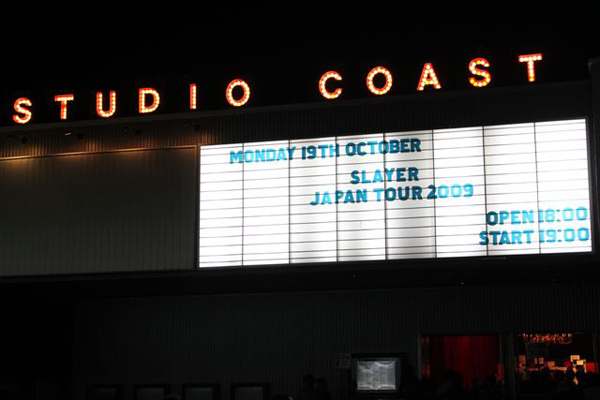 STUDIO COAST
MONDAY 19TH OCTOBER
SLAYER
JAPAN TOUR 2009
OPEN 18:00
START 19:00